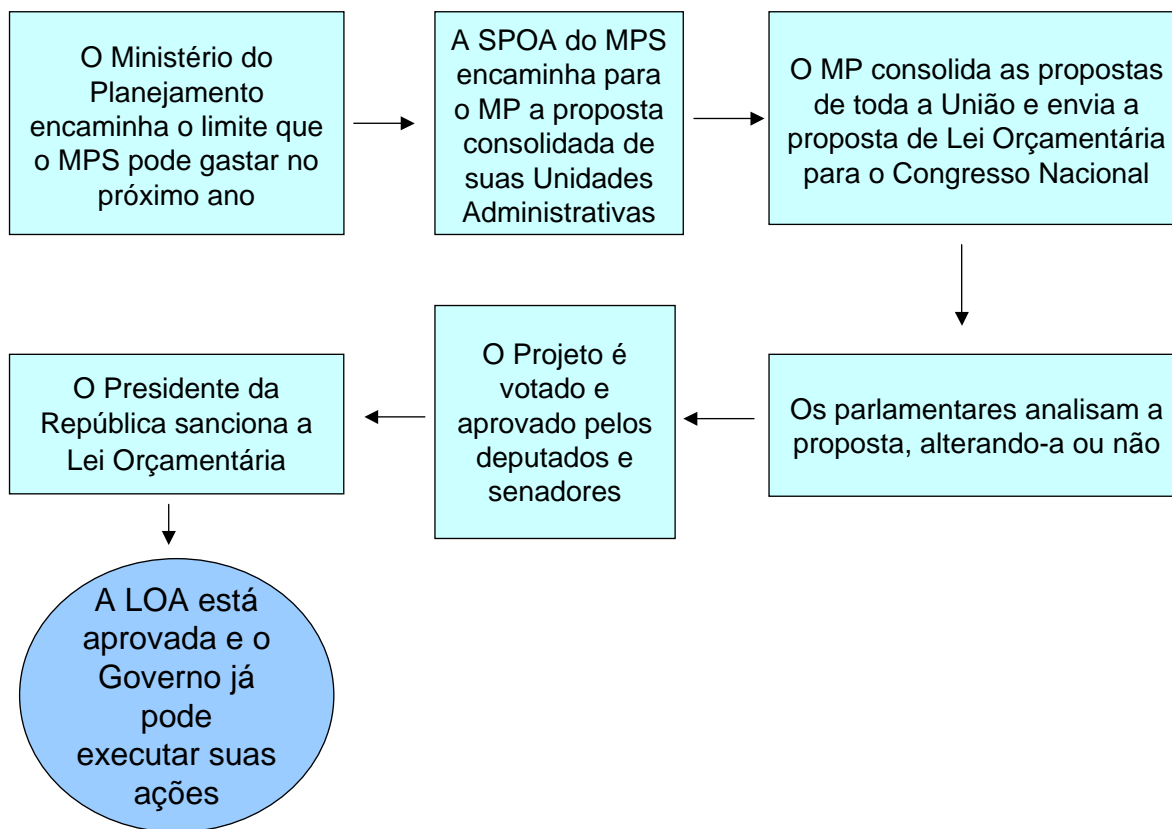 O Ministério do
Planejamento
encaminha o limite que
o MPS pode gastar no
próximo ano
A SPOA do MPS
encaminha para
o MP a proposta
consolidada de
suas Unidades
Administrativas
O MP consolida as propostas
de toda a União e envia a
proposta de Lei Orçamentária
para o Congresso Nacional
Os parlamentares analisam a
proposta, alterando-a ou não
O Projeto é
votado e
aprovado pelos
deputados e
senadores
O Presidente da
República sanciona a
Lei Orçamentária
A LOA está
aprovada e o
Governo já
pode
executar suas
ações